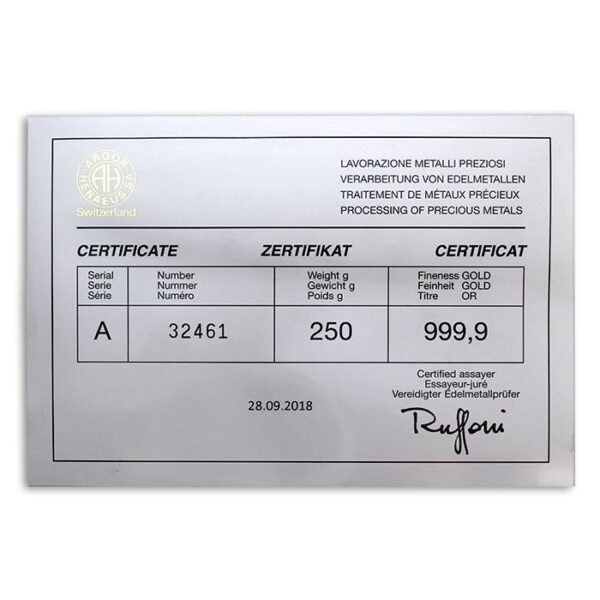 ARGOR
HERAEUS SA
AH
Switzerland
LAVORAZIONE METALLI PREZIOSI
VERARBEITUNG VON EDELMETALLEN
TRAITEMENT DE MÉTAUX PRÉCIEUX
PROCESSING OF PRECIOUS METALS
CERTIFICATE ZERTIFIKAT CERTIFICAT
Serial Number Weight g Fineness GOLD
Serie Nummer Gewicht g Feinheit GOLD
Série Numéro Poids g Titre OR
A 32461 250 999,9
Certified assayer
Essayeur-juré
Vereidigter Edelmetallprüfer
28.09.2018
Ruffoni